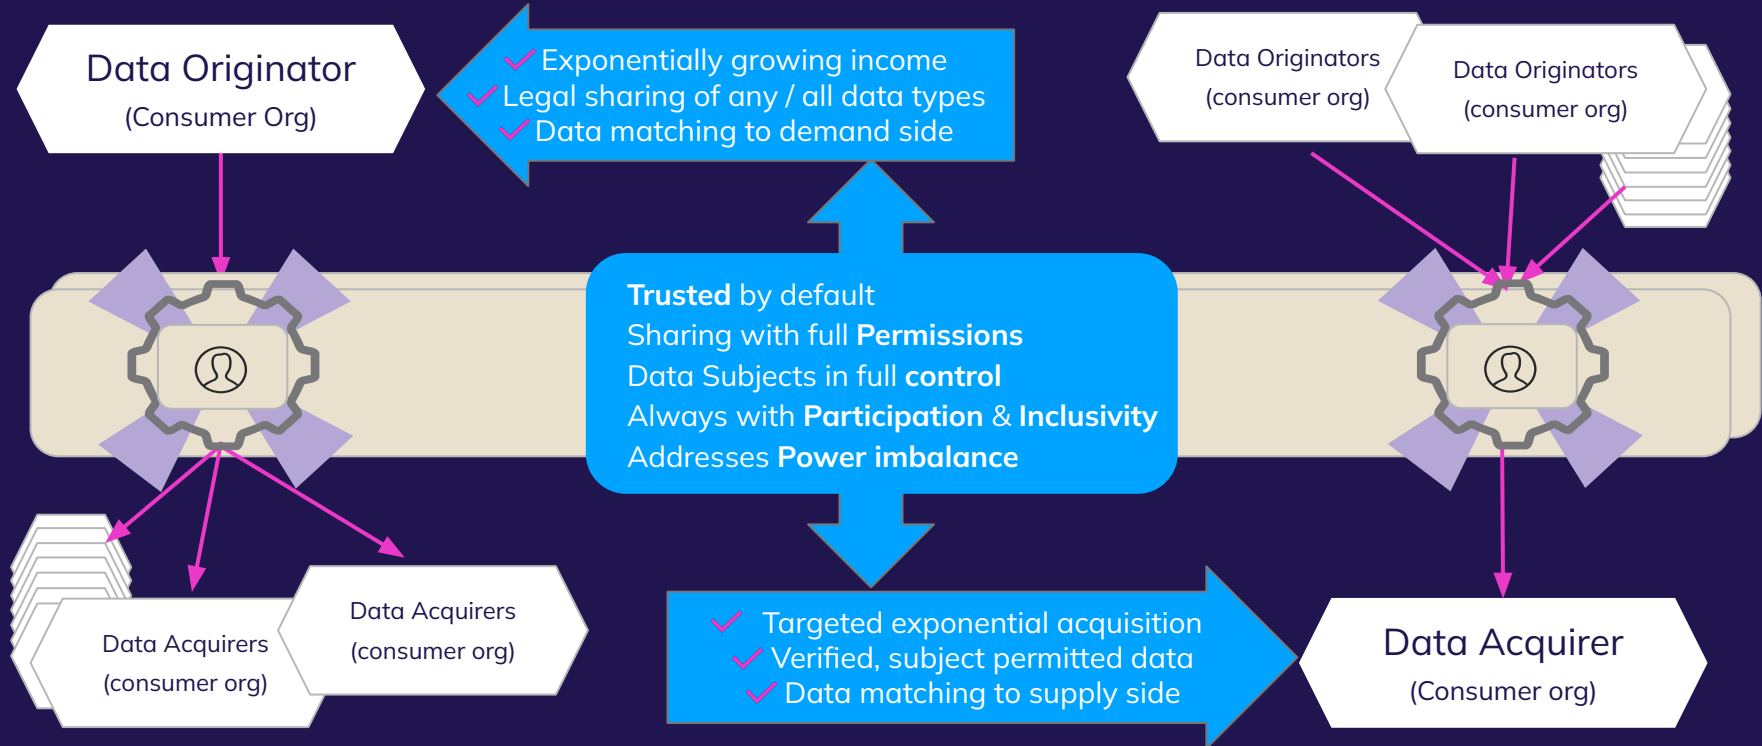 Data Originator
(Consumer Org)
Exponentially growing income
Legal sharing of any / all data types
Data matching to demand side
Data Originators
(consumer org)
Data Originators
(consumer org)
Trusted by default
Sharing with full Permissions
Data Subjects in full control
Always with Participation & Inclusivity
Addresses Power imbalance
Data Acquirers
(consumer org)
Data Acquirers
(consumer org)
Targeted exponential acquisition
Verified, subject permitted data
Data matching to supply side
Data Acquirer
(Consumer org)